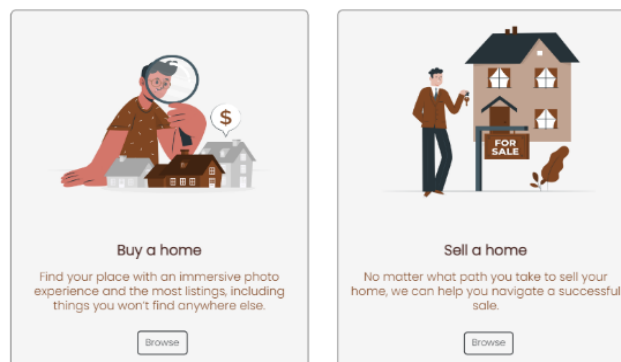 $
FOR
SALE
Buy a home
Find your place with an immersive photo
experience and the most listings, including
things you won't find anywhere else.
Browse
Sell a home
No matter what path you take to sell your
home, we can help you navigate a successful
sale.
Browse